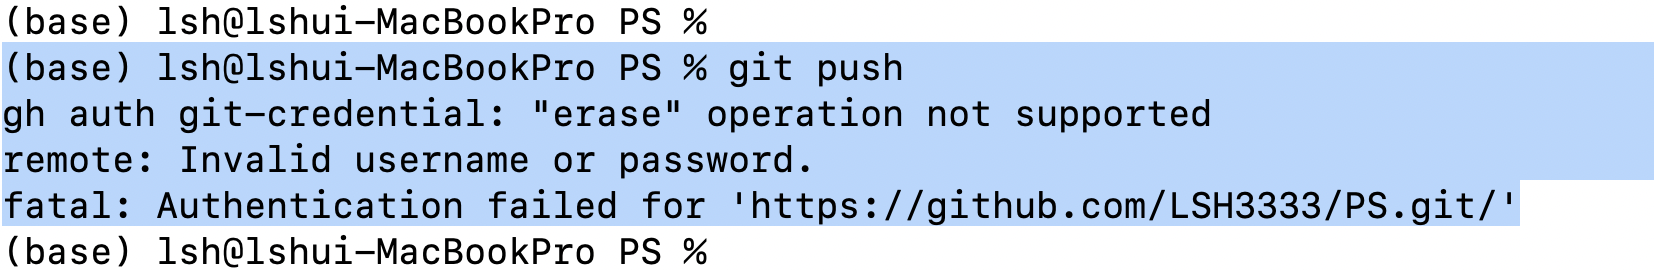 (base) lsh@lshui-MacBookPro PS %
(base) lsh@lshui-MacBookPro PS % git push
gh auth git-credential: "erase" operation not supported
remote: Invalid username or password.
fatal: Authentication failed for 'https://github.com/LSH3333/PS.git/'
(base) lsh@lshui-MacBookPro PS %